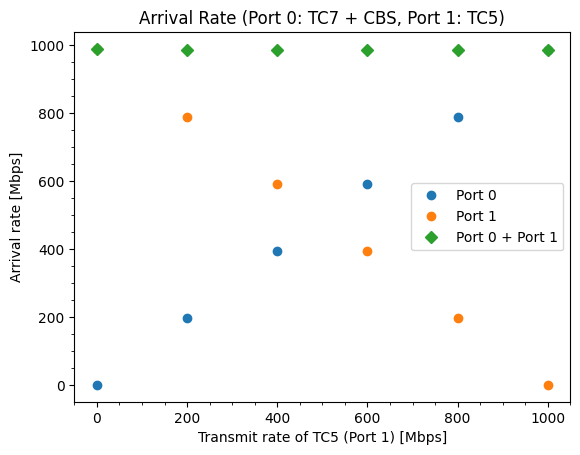 Arrival Rate (Port 0: TC7 + CBS, Port 1: TC5)
1000
800
600
400
200
0
Arrival rate [Mbps]
Port 0
Port 1
Port 0 + Port 1
0 200 400 600 800 1000
Transmit rate of TC5 (Port 1) [Mbps]